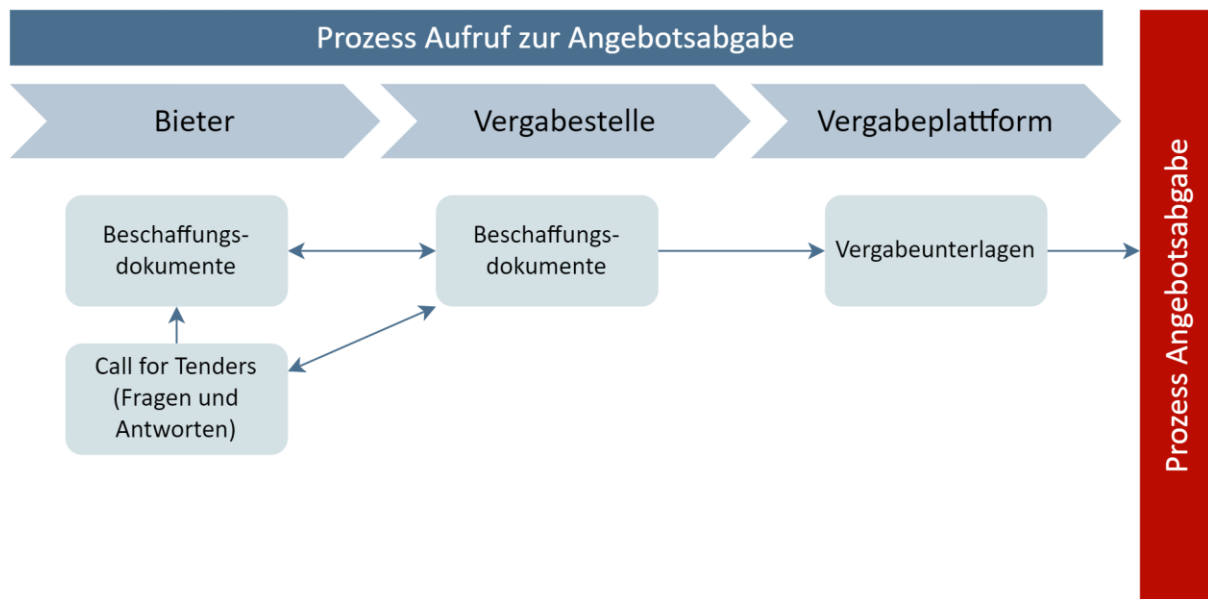 Prozess Aufruf zur Angebotsabgabe
Bieter
Vergabestelle
Vergabeplattform
Beschaffungs-
dokumente
Beschaffungs-
dokumente
Vergabeunterlagen
Call for Tenders
(Fragen und
Antworten)
Prozess Angebotsabgabe